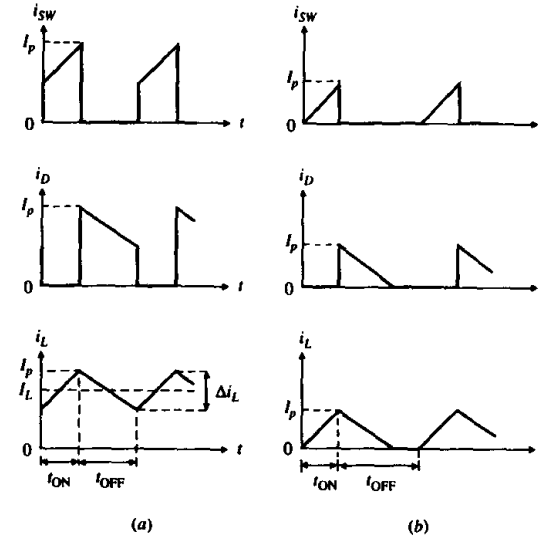 i_SW
I_p
0
t
i_D
I_p
0
t
i_L
I_p
I_L
Δi_L
0
t
t_ON
t_OFF
(a)
i_SW
I_p
0
i_D
I_p
0
i_L
I_p
0
t_ON
t_OFF
(b)